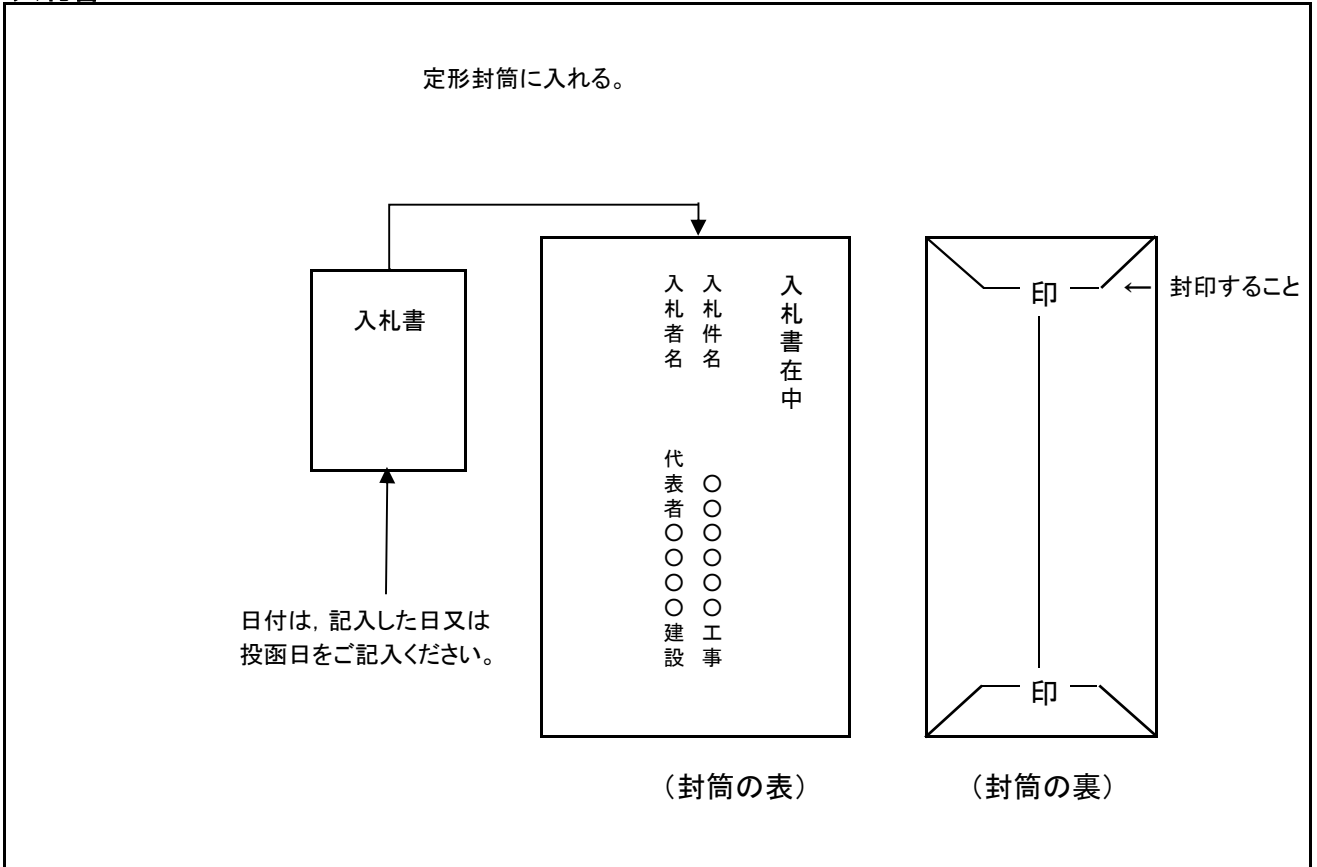 定形封筒に入れる。
入札書
日付は，記入した日又は
投函日をご記入ください。
入札書在中
入札件名　〇〇〇〇〇〇工事
入札者名　代表者〇〇〇〇建設
（封筒の表）
印
← 封印すること
印
（封筒の裏）